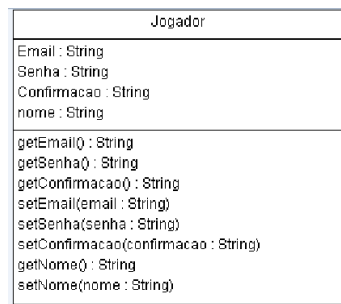 Jogador
Email : String
Senha : String
Confirmacao : String
nome : String
getEmail() : String
getSenha() : String
getConfirmacao() : String
setEmail(email : String)
setSenha(senha : String)
setConfirmacao(confirmacao : String)
getNome() : String
setNome(nome : String)